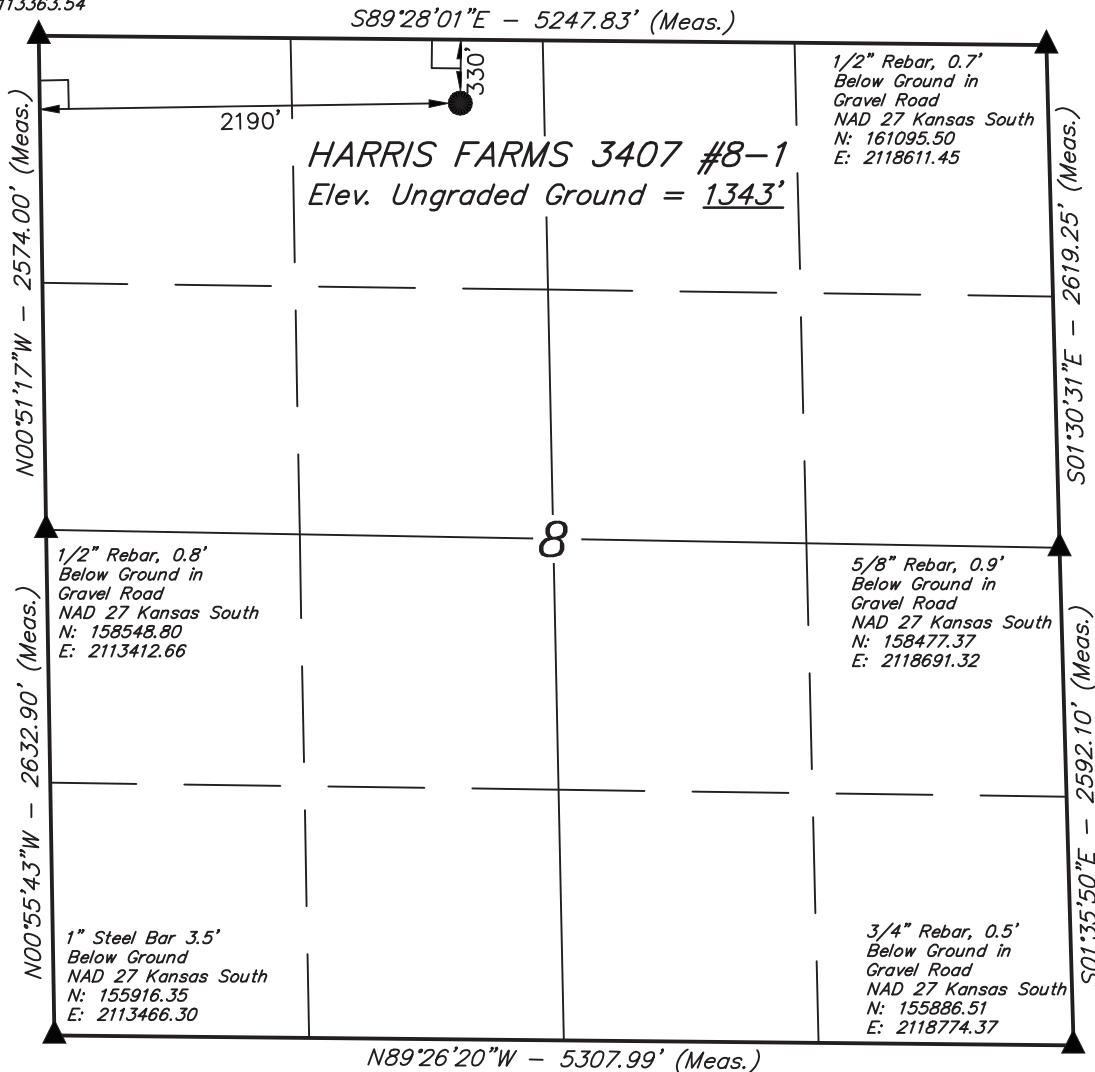 S89°28'01"E – 5247.83' (Meas.)
330'
2190'
HARRIS FARMS 3407 #8–1
Elev. Ungraded Ground = 1343'
1/2" Rebar, 0.7'
Below Ground in
Gravel Road
NAD 27 Kansas South
N: 161095.50
E: 2118611.45
N00°51'17"W – 2574.00' (Meas.)
S01°30'31"E – 2619.25' (Meas.)
8
1/2" Rebar, 0.8'
Below Ground in
Gravel Road
NAD 27 Kansas South
N: 158548.80
E: 2113412.66
5/8" Rebar, 0.9'
Below Ground in
Gravel Road
NAD 27 Kansas South
N: 158477.37
E: 2118691.32
N00°55'43"W – 2632.90' (Meas.)
S01°35'50"E – 2592.10' (Meas.)
1" Steel Bar 3.5'
Below Ground
NAD 27 Kansas South
N: 155916.35
E: 2113466.30
3/4" Rebar, 0.5'
Below Ground in
Gravel Road
NAD 27 Kansas South
N: 155886.51
E: 2118774.37
N89°26'20"W – 5307.99' (Meas.)